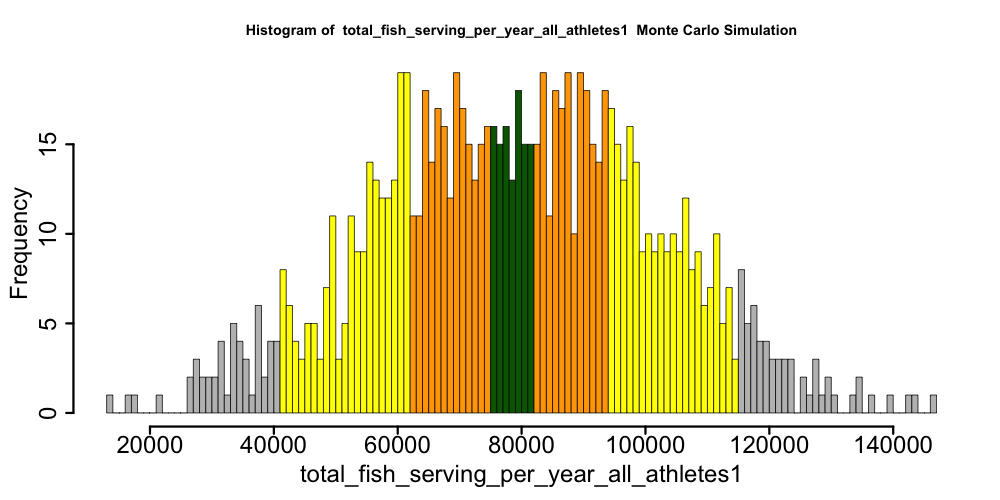 Histogram of  total_fish_serving_per_year_all_athletes1  Monte Carlo Simulation
Frequency
15
10
5
0
20000 40000 60000 80000 100000 120000 140000
total_fish_serving_per_year_all_athletes1